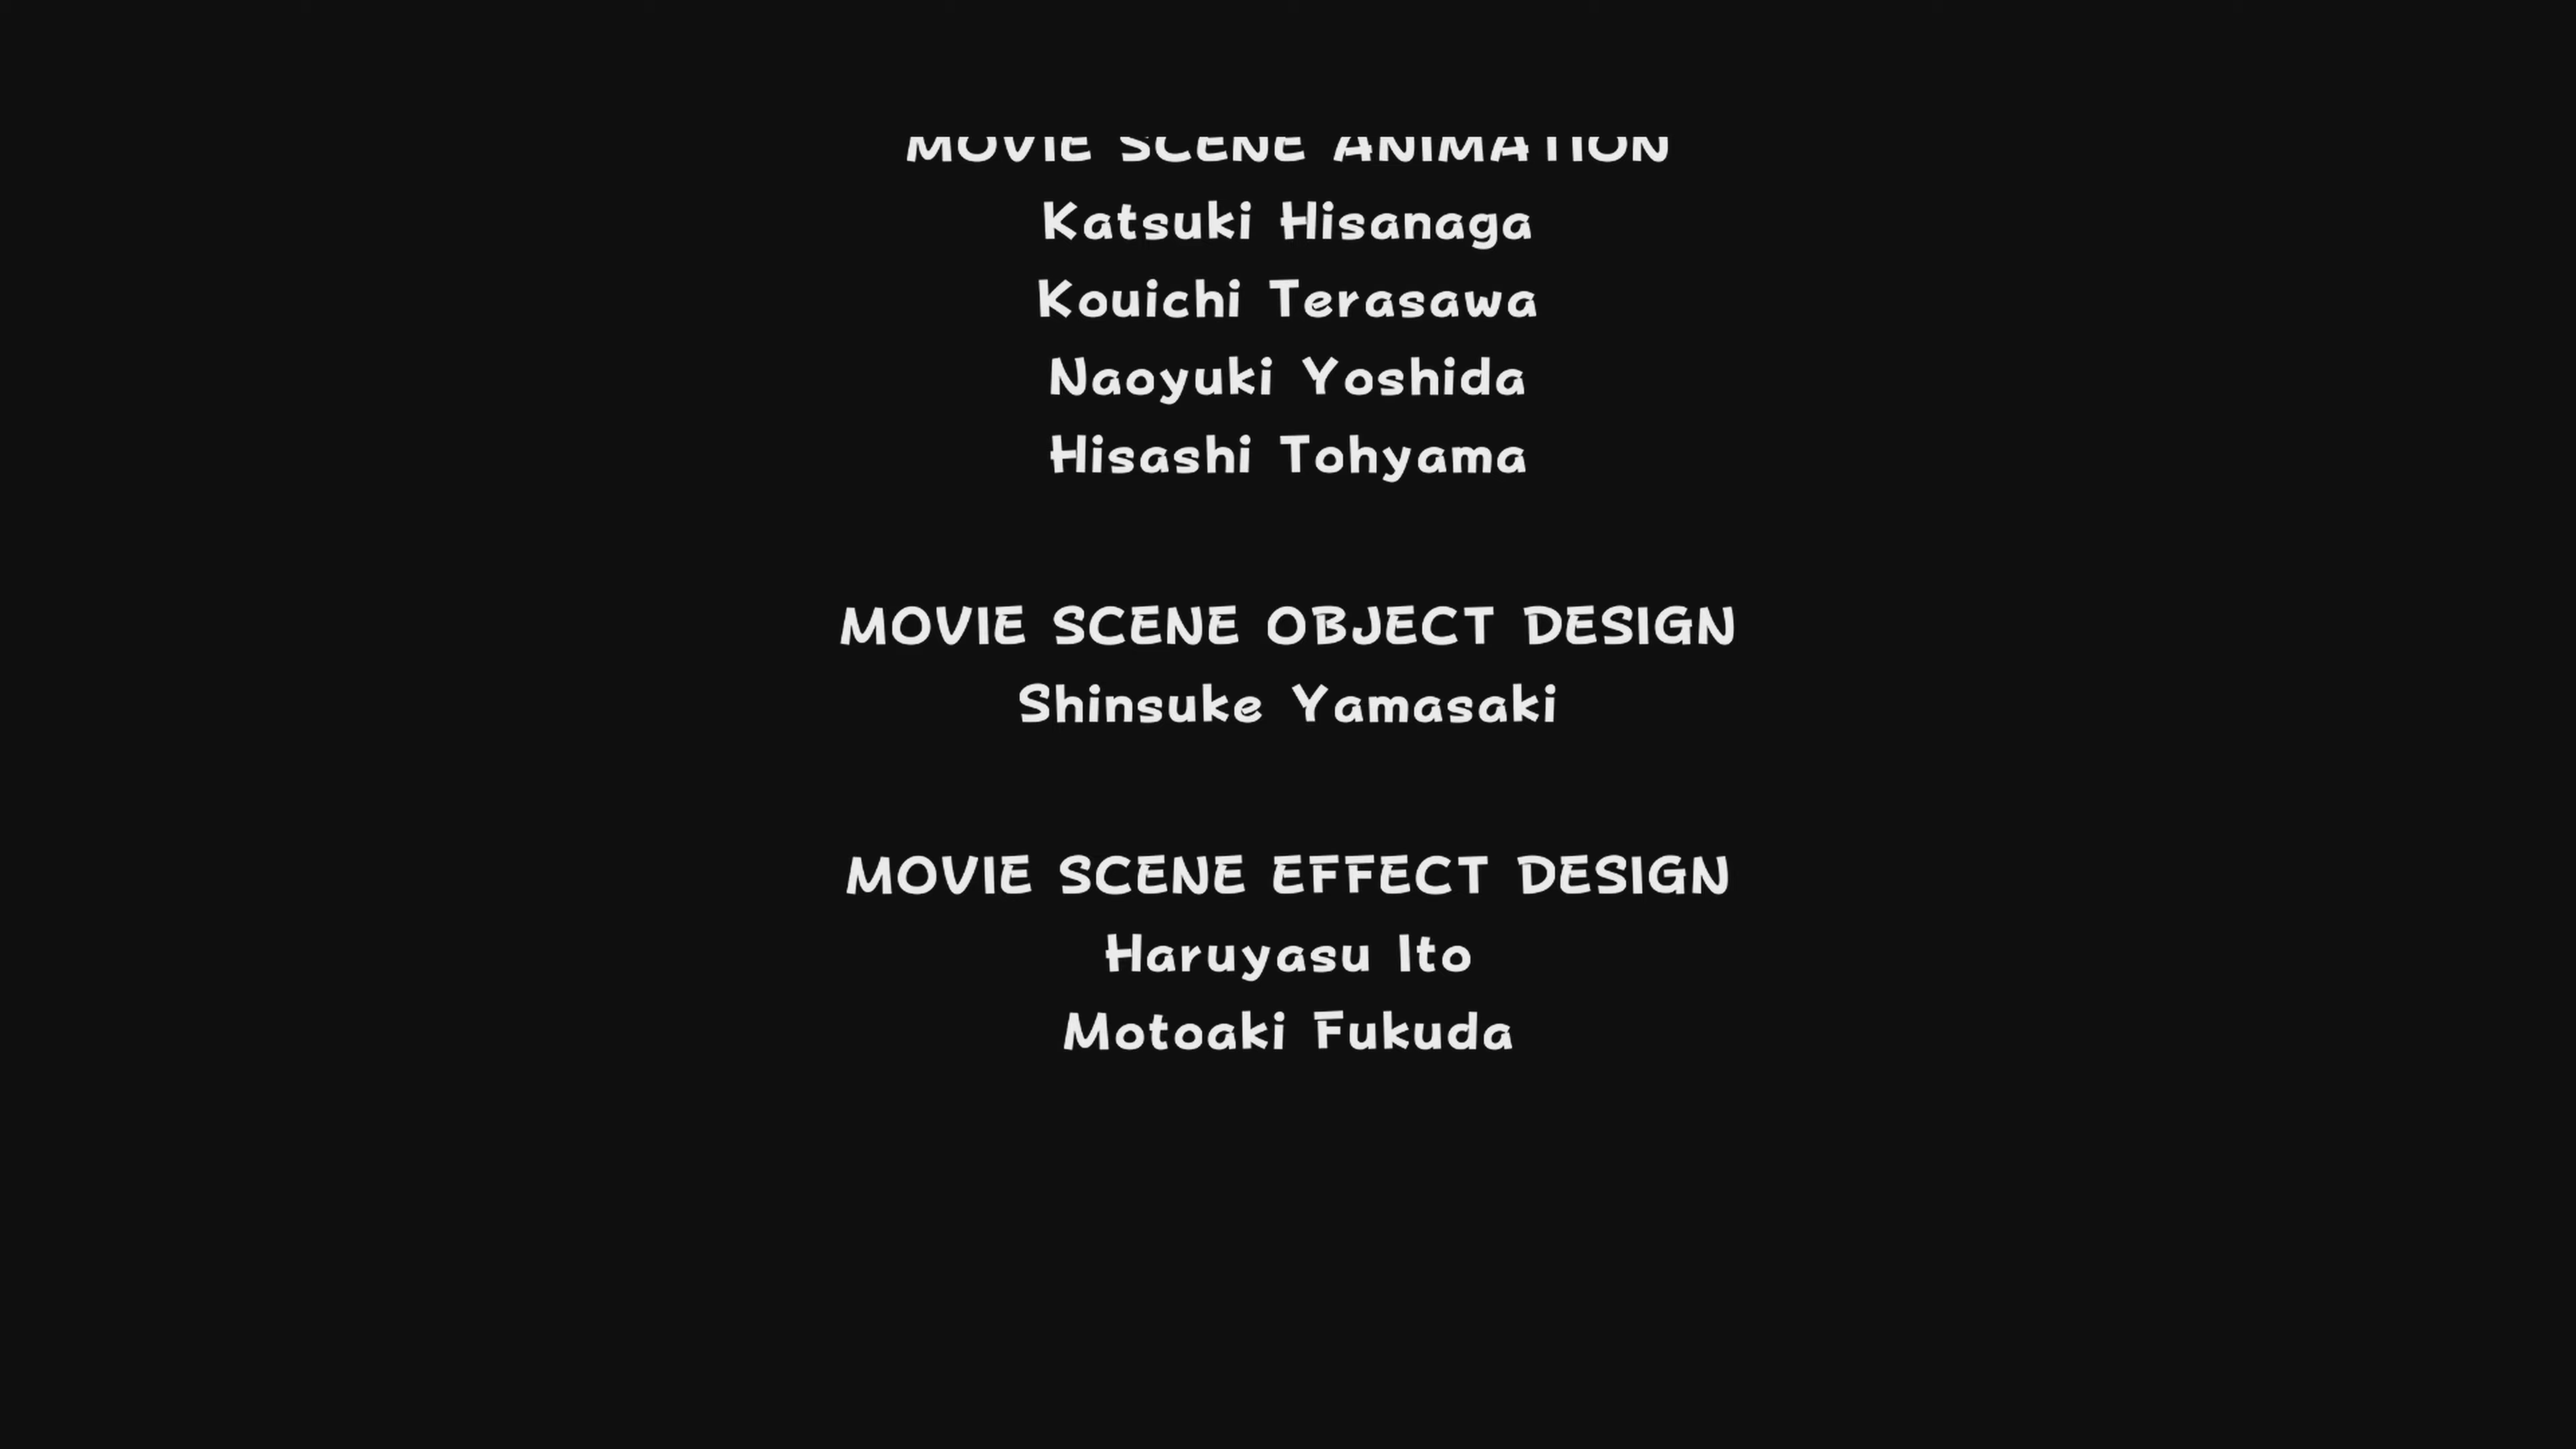 MOVIE SCENE ANIMATION
Katsuki Hisanaga
Kouichi Terasawa
Naoyuki Yoshida
Hisashi Tohyama
MOVIE SCENE OBJECT DESIGN
Shinsuke Yamasaki
MOVIE SCENE EFFECT DESIGN
Haruyasu Ito
Motoaki Fukuda